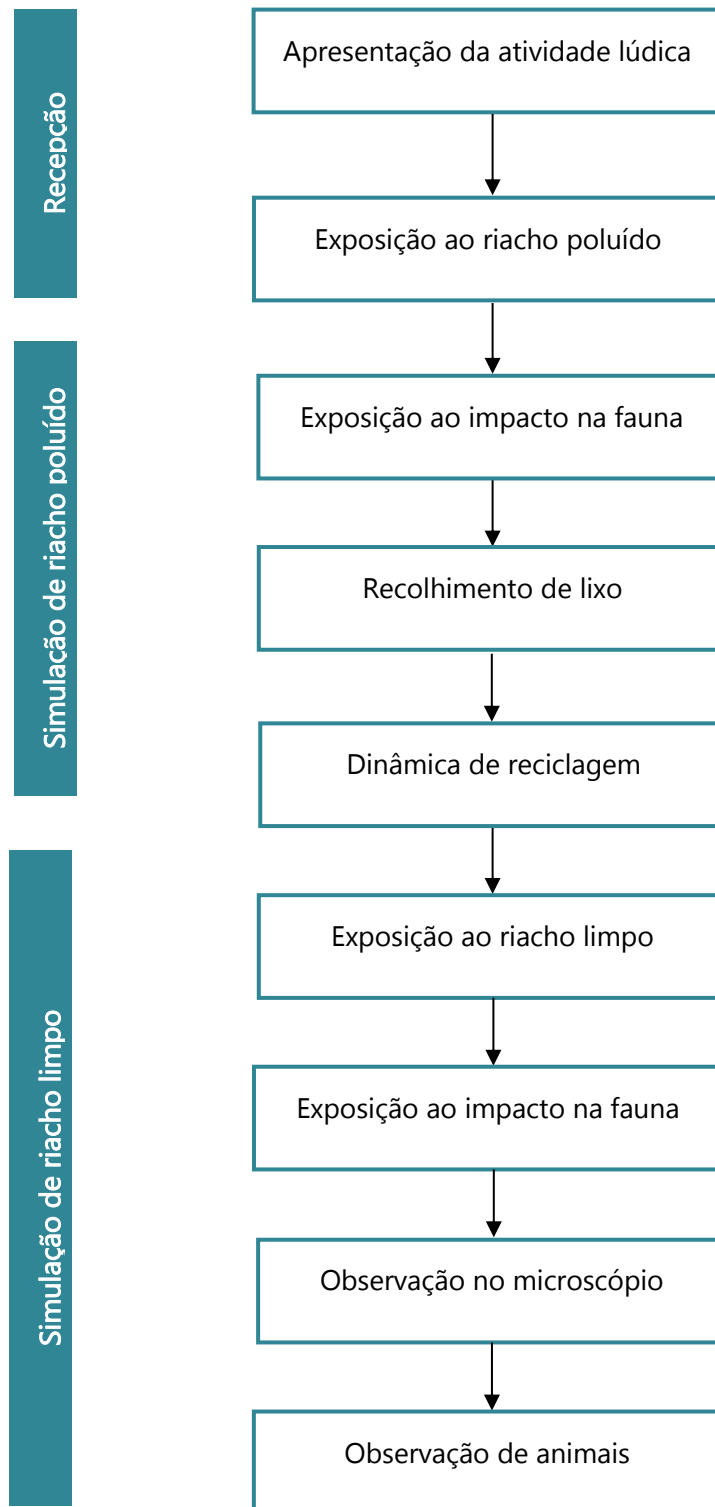 Recepção
Apresentação da atividade lúdica
Exposição ao riacho poluído
Simulação de riacho poluído
Exposição ao impacto na fauna
Recolhimento de lixo
Dinâmica de reciclagem
Simulação de riacho limpo
Exposição ao riacho limpo
Exposição ao impacto na fauna
Observação no microscópio
Observação de animais